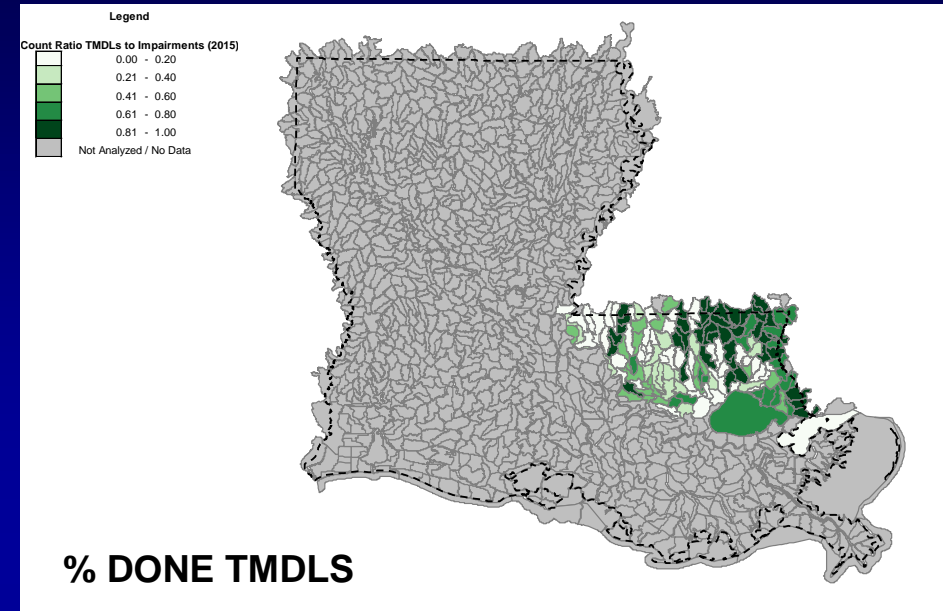 Legend
Count Ratio TMDLs to Impairments (2015)
0.00 - 0.20
0.21 - 0.40
0.41 - 0.60
0.61 - 0.80
0.81 - 1.00
Not Analyzed / No Data
% DONE TMDLS